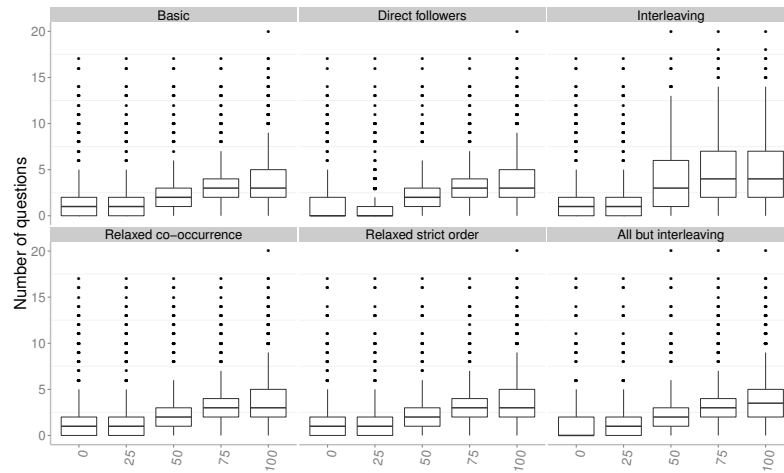 Basic
Direct followers
Interleaving
20
15
10
5
0
Relaxed co−occurrence
Relaxed strict order
All but interleaving
20
15
10
5
0
0 25 50 75 100 0 25 50 75 100 0 25 50 75 100
Number of questions